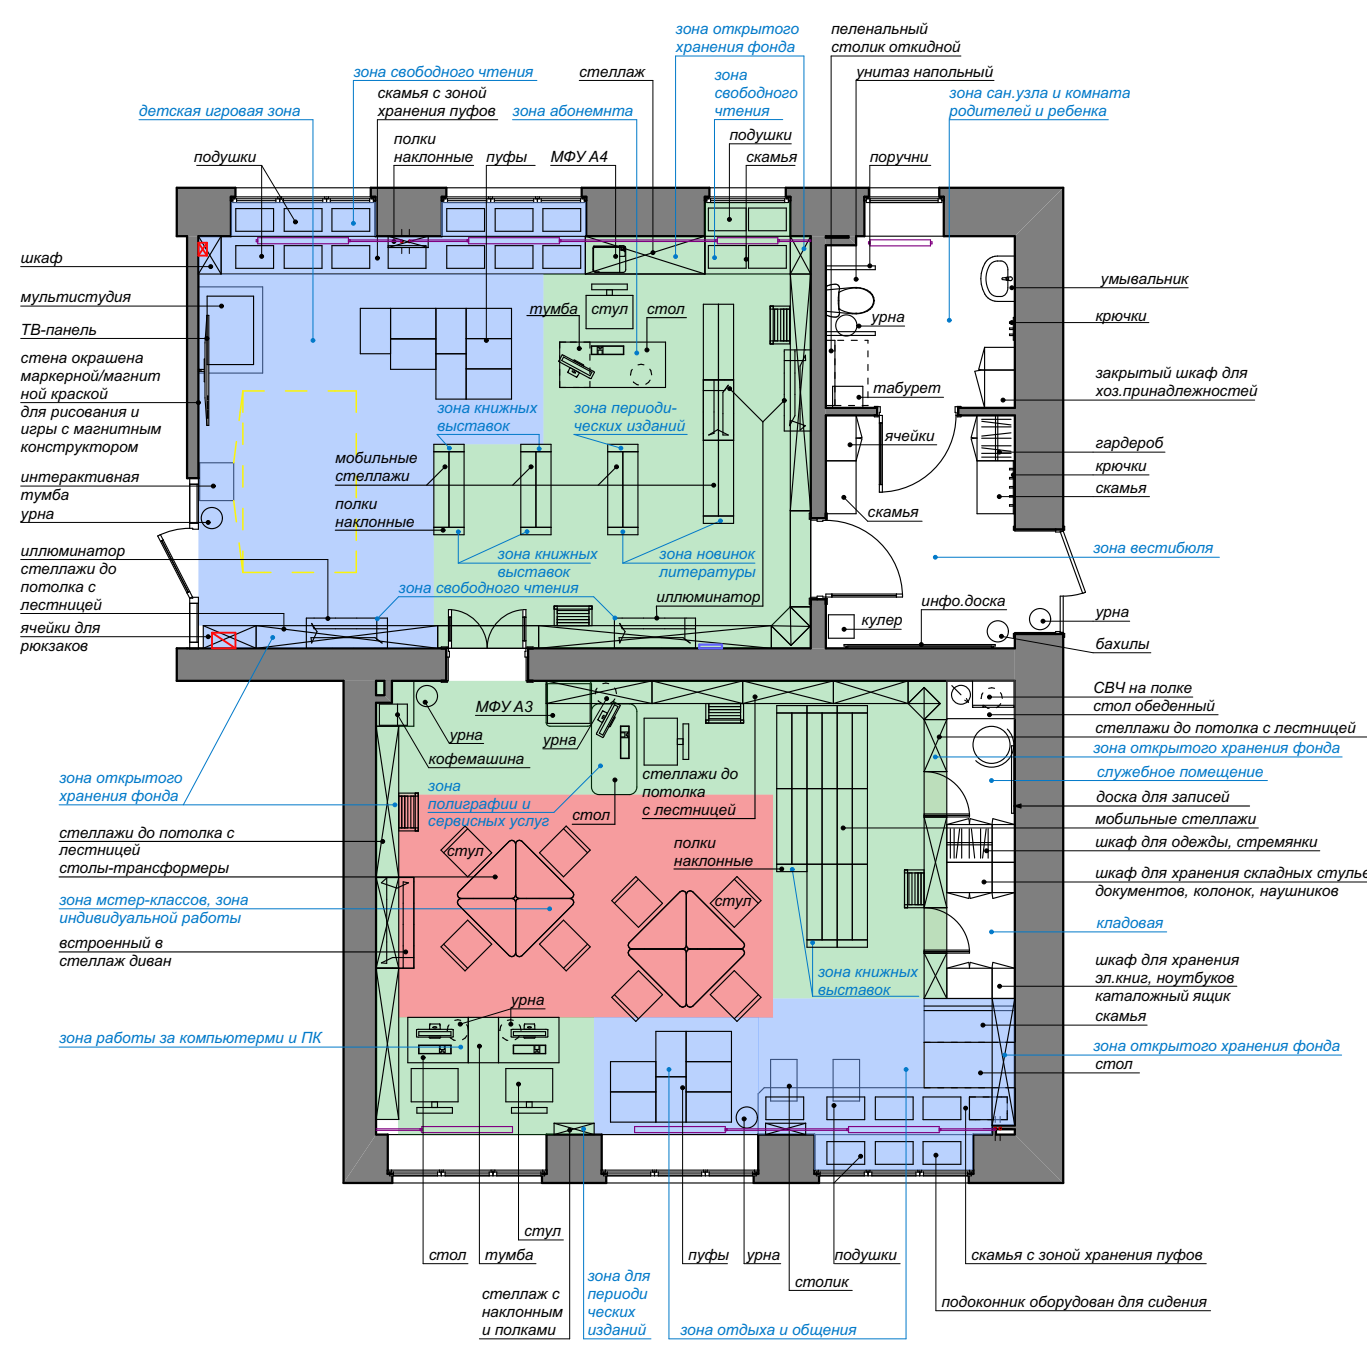 зона открытого
хранения фонда
пеленальный
столик откидной
зона свободного чтения
стеллаж
зона
свободного
чтения
унитаз напольный
скамья с зоной
хранения пуфов
зона сан.узла и комната
родителей и ребенка
детская игровая зона
зона абонемнта
полки
наклонные
подушки
подушки
пуфы
МФУ А4
скамья
поручни
шкаф
умывальник
мультистудия
тумба
стул
стол
урна
крючки
ТВ-панель
стена окрашена
маркерной/магнит
ной краской
для рисования и
игры с магнитным
конструктором
закрытый шкаф для
хоз.принадлежностей
табурет
зона книжных
выставок
зона периоди-
ческих изданий
ячейки
гардероб
мобильные
стеллажи
крючки
интерактивная
тумба
скамья
полки
наклонные
скамья
урна
зона книжных
выставок
зона новинок
литературы
зона вестибюля
иллюминатор
стеллажи до
потолка с
лестницей
зона свободного чтения
иллюминатор
инфо.доска
ячейки для
рюкзаков
кулер
урна
бахилы
СВЧ на полке
стол обеденный
МФУ А3
стеллажи до потолка с лестницей
урна
урна
зона открытого хранения фонда
кофемашина
зона открытого
хранения фонда
зона
полиграфии и
сервисных услуг
стеллажи до
потолка
с лестницей
служебное помещение
доска для записей
стол
мобильные стеллажи
стеллажи до потолка с
лестницей
столы-трансформеры
стул
полки
наклонные
шкаф для одежды, стремянки
шкаф для хранения складных стулье
документов, колонок, наушников
зона мстер-классов, зона
индивидуальной работы
стул
кладовая
встроенный в
стеллаж диван
зона книжных
выставок
шкаф для хранения
эл.книг, ноутбуков
каталожный ящик
урна
скамья
зона работы за компьютерми и ПК
зона открытого хранения фонда
стол
стул
стол
тумба
пуфы
урна
подушки
скамья с зоной хранения пуфов
столик
зона для
периоди
ческих
изданий
стеллаж с
наклонным
и полками
подоконник оборудован для сидения
зона отдыха и общения